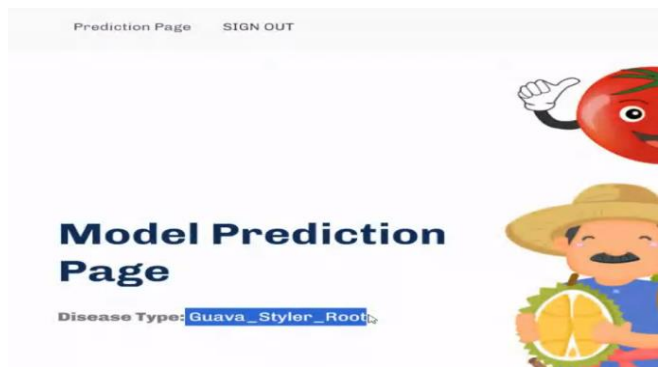 Prediction Page SIGN OUT
Model Prediction
Page
Disease Type: Guava_Styler_Root